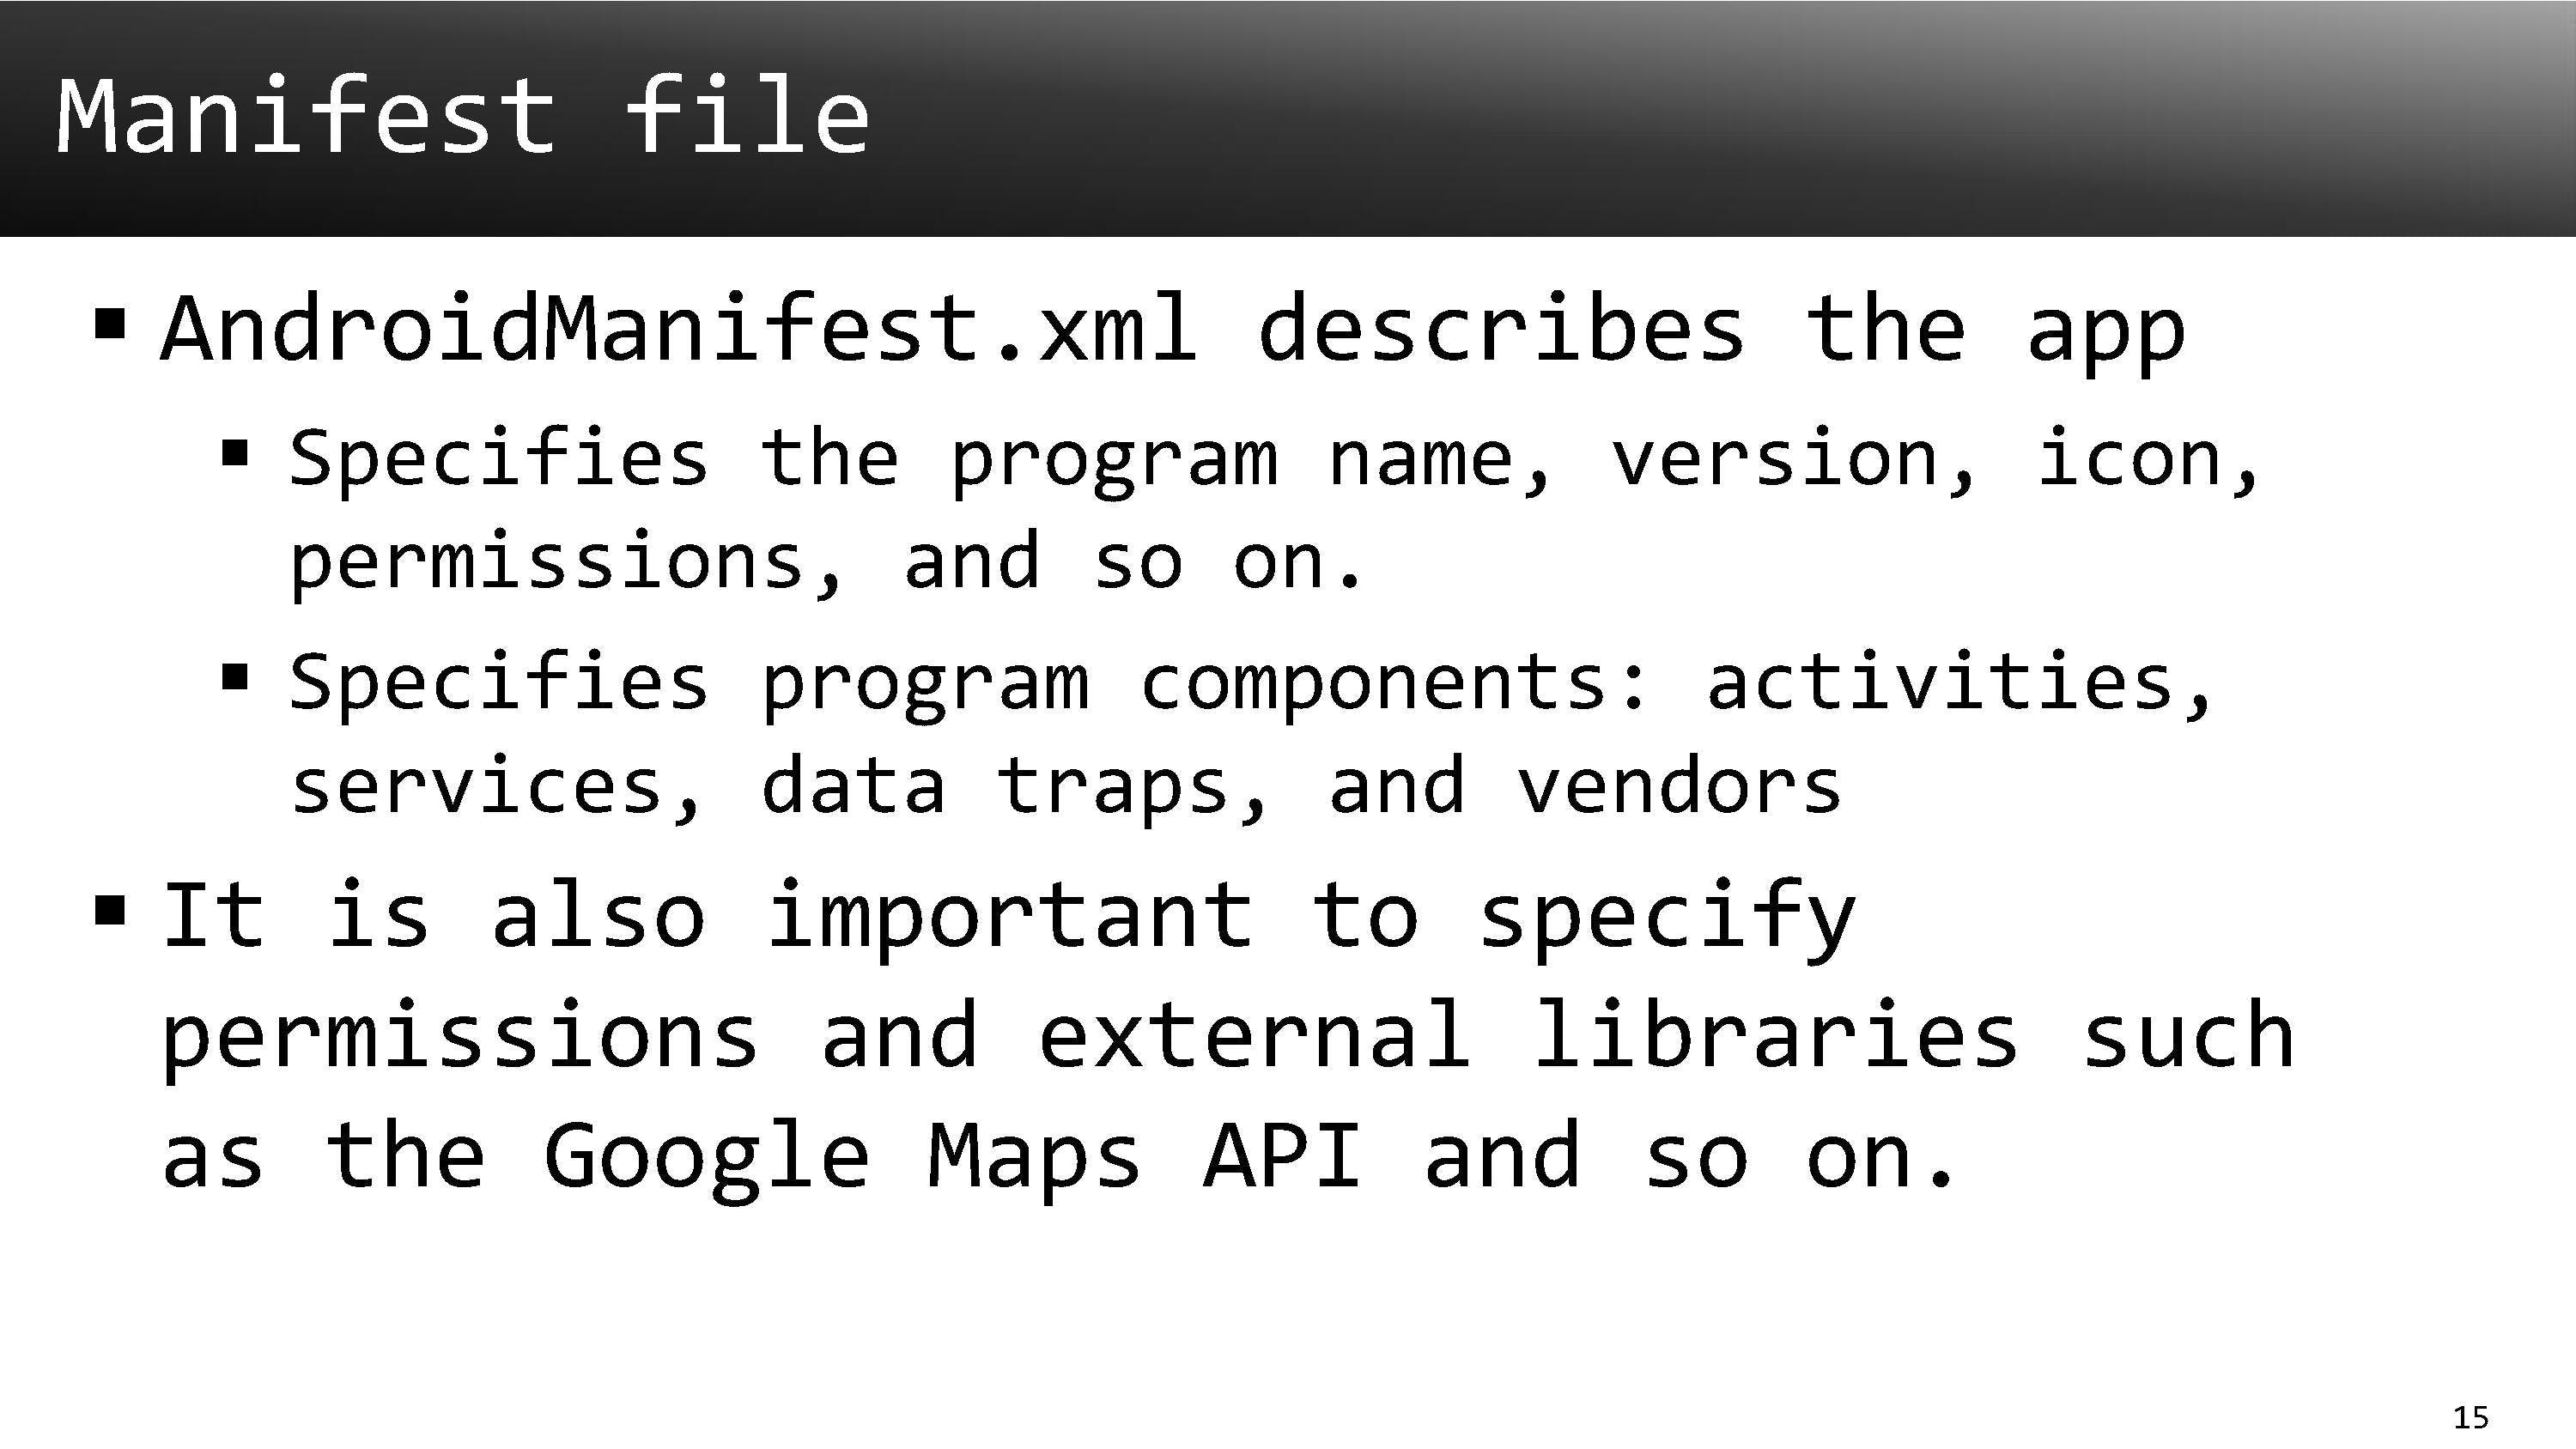 Manifest file
▪ AndroidManifest.xml describes the app
▪ Specifies the program name, version, icon,
permissions, and so on.
▪ Specifies program components: activities,
services, data traps, and vendors
▪ It is also important to specify
permissions and external libraries such
as the Google Maps API and so on.
15